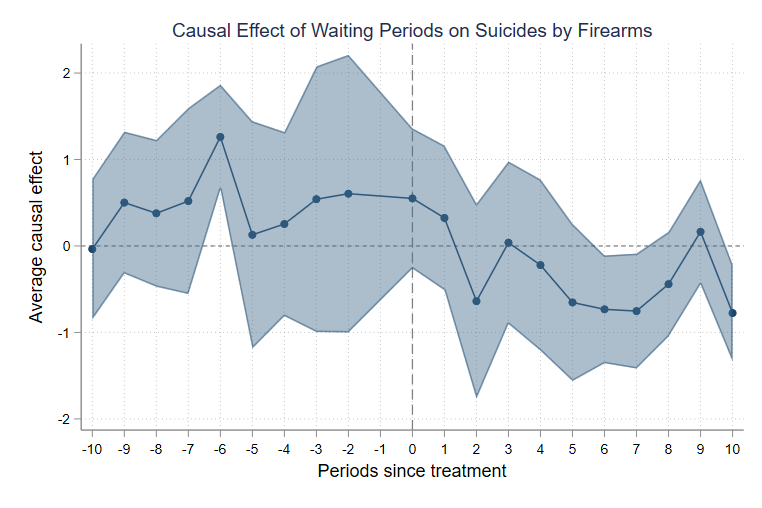 Causal Effect of Waiting Periods on Suicides by Firearms
Average causal effect
2
1
0
-1
-2
-10 -9 -8 -7 -6 -5 -4 -3 -2 -1 0 1 2 3 4 5 6 7 8 9 10
Periods since treatment